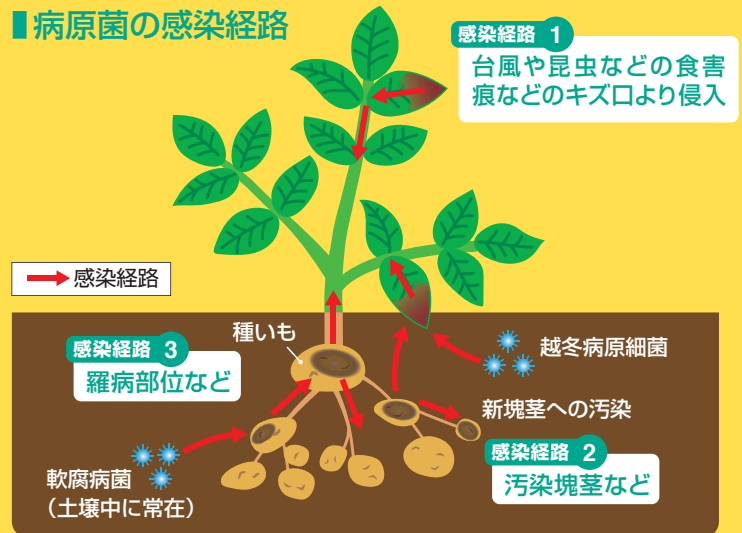 病原菌の感染経路
感染経路 1
台風や昆虫などの食害
痕などのキズ口より侵入
感染経路
種いも
感染経路 3
羅病部位など
越冬病原細菌
新塊茎への汚染
感染経路 2
汚染塊茎など
軟腐病菌
（土壌中に常在）